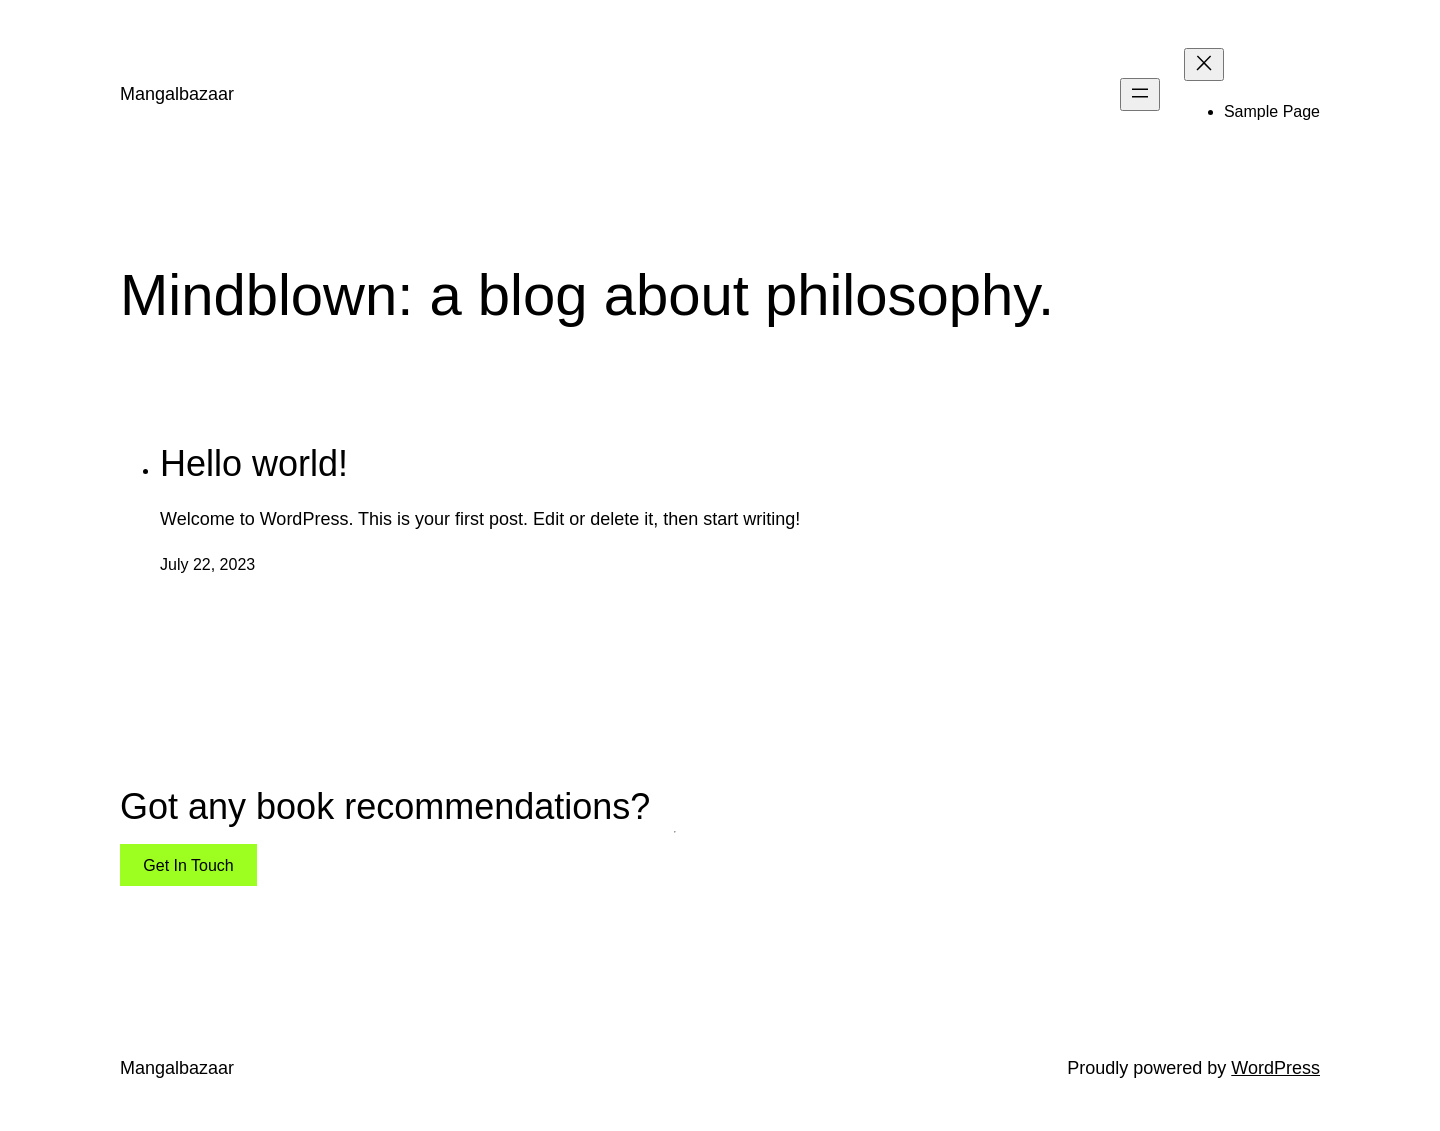 Mangalbazaar
Sample Page
Mindblown: a blog about philosophy.
Hello world!
Welcome to WordPress. This is your first post. Edit or delete it, then start writing!
July 22, 2023
Got any book recommendations?
Get In Touch
Mangalbazaar
Proudly powered by WordPress